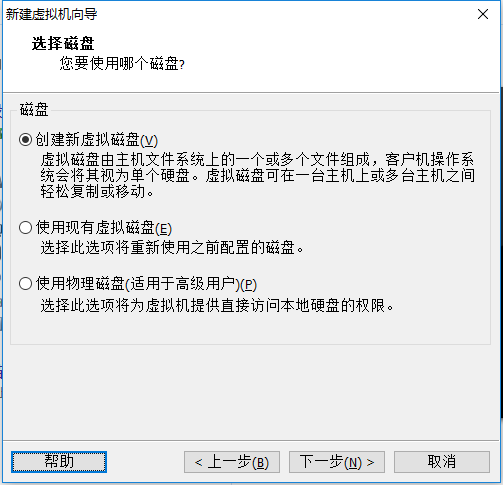 新建虚拟机向导
选择磁盘
您要使用哪个磁盘?
磁盘
创建新虚拟磁盘(V)
虚拟磁盘由主机文件系统上的一个或多个文件组成，客户机操作系
统会将其视为单个硬盘。虚拟磁盘可在一台主机上或多台主机之间
轻松复制或移动。
使用现有虚拟磁盘(E)
选择此选项将重新使用之前配置的磁盘。
使用物理磁盘(适用于高级用户)(P)
选择此选项将为虚拟机提供直接访问本地硬盘的权限。
帮助
< 上一步(B)
下一步(N) >
取消